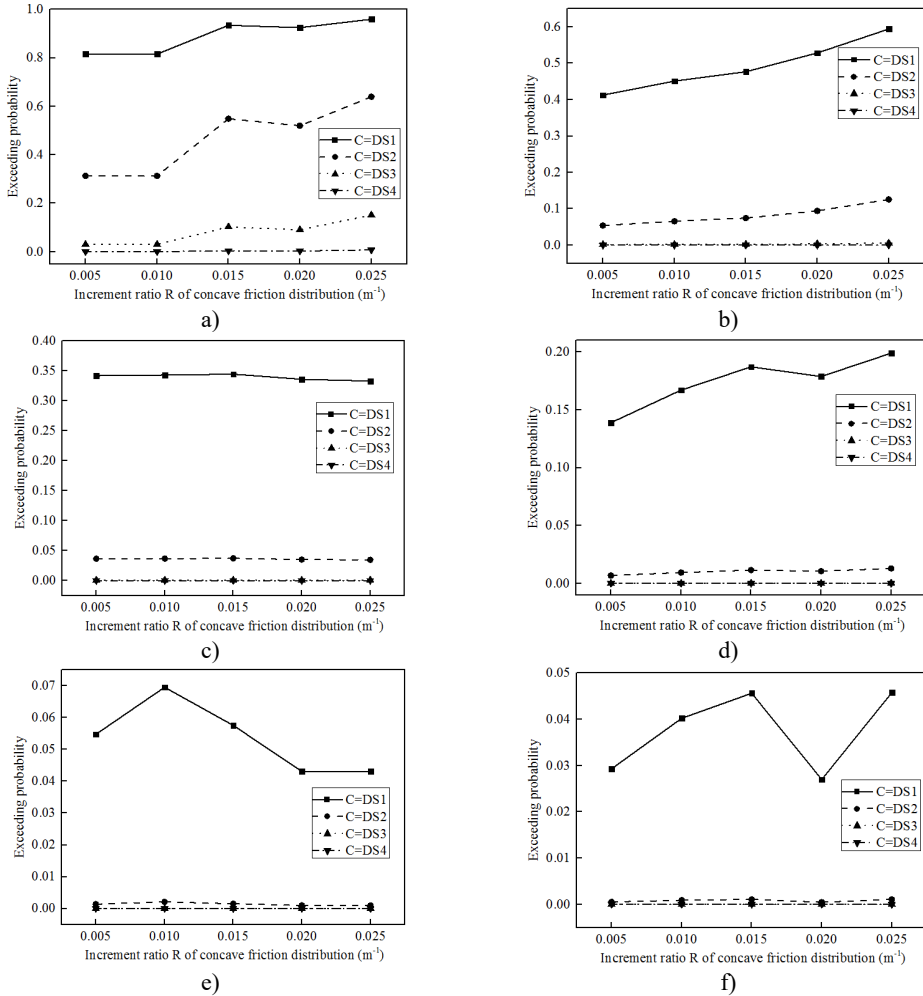 1.0
0.8
0.6
0.4
0.2
0.0
Exceeding probability
C=DS1
C=DS2
C=DS3
C=DS4
0.005 0.010 0.015 0.020 0.025
Increment ratio R of concave friction distribution (m⁻¹)
a)
0.6
0.5
0.4
0.3
0.2
0.1
0.0
Exceeding probability
C=DS1
C=DS2
C=DS3
C=DS4
0.005 0.010 0.015 0.020 0.025
Increment ratio R of concave friction distribution (m⁻¹)
b)
0.40
0.35
0.30
0.25
0.20
0.15
0.10
0.05
0.00
Exceeding probability
C=DS1
C=DS2
C=DS3
C=DS4
0.005 0.010 0.015 0.020 0.025
Increment ratio R of concave friction distribution (m⁻¹)
c)
0.20
0.15
0.10
0.05
0.00
Exceeding probability
C=DS1
C=DS2
C=DS3
C=DS4
0.005 0.010 0.015 0.020 0.025
Increment ratio R of concave friction distribution (m⁻¹)
d)
0.07
0.06
0.05
0.04
0.03
0.02
0.01
0.00
Exceeding probability
C=DS1
C=DS2
C=DS3
C=DS4
0.005 0.010 0.015 0.020 0.025
Increment ratio R of concave friction distribution (m⁻¹)
e)
0.05
0.04
0.03
0.02
0.01
0.00
Exceeding probability
C=DS1
C=DS2
C=DS3
C=DS4
0.005 0.010 0.015 0.020 0.025
Increment ratio R of concave friction distribution (m⁻¹)
f)